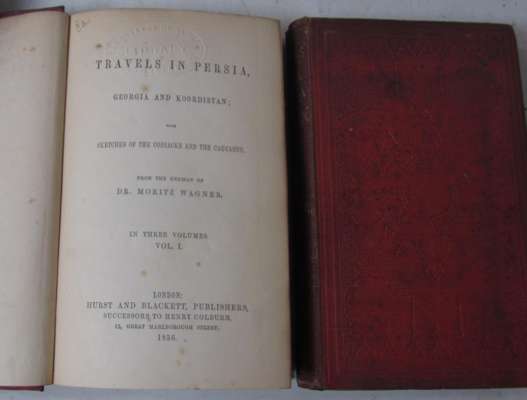 TRAVELS IN PERSIA,
GEORGIA AND KOORDISTAN;
WITH
SKETCHES OF THE COSSACKS AND THE CAUCASUS.
FROM THE GERMAN OF
DR. MORITZ WAGNER.
IN THREE VOLUMES.
VOL. I.
LONDON:
HURST AND BLACKETT, PUBLISHERS,
SUCCESSORS TO HENRY COLBURN,
13, GREAT MARLBOROUGH STREET.
1856.